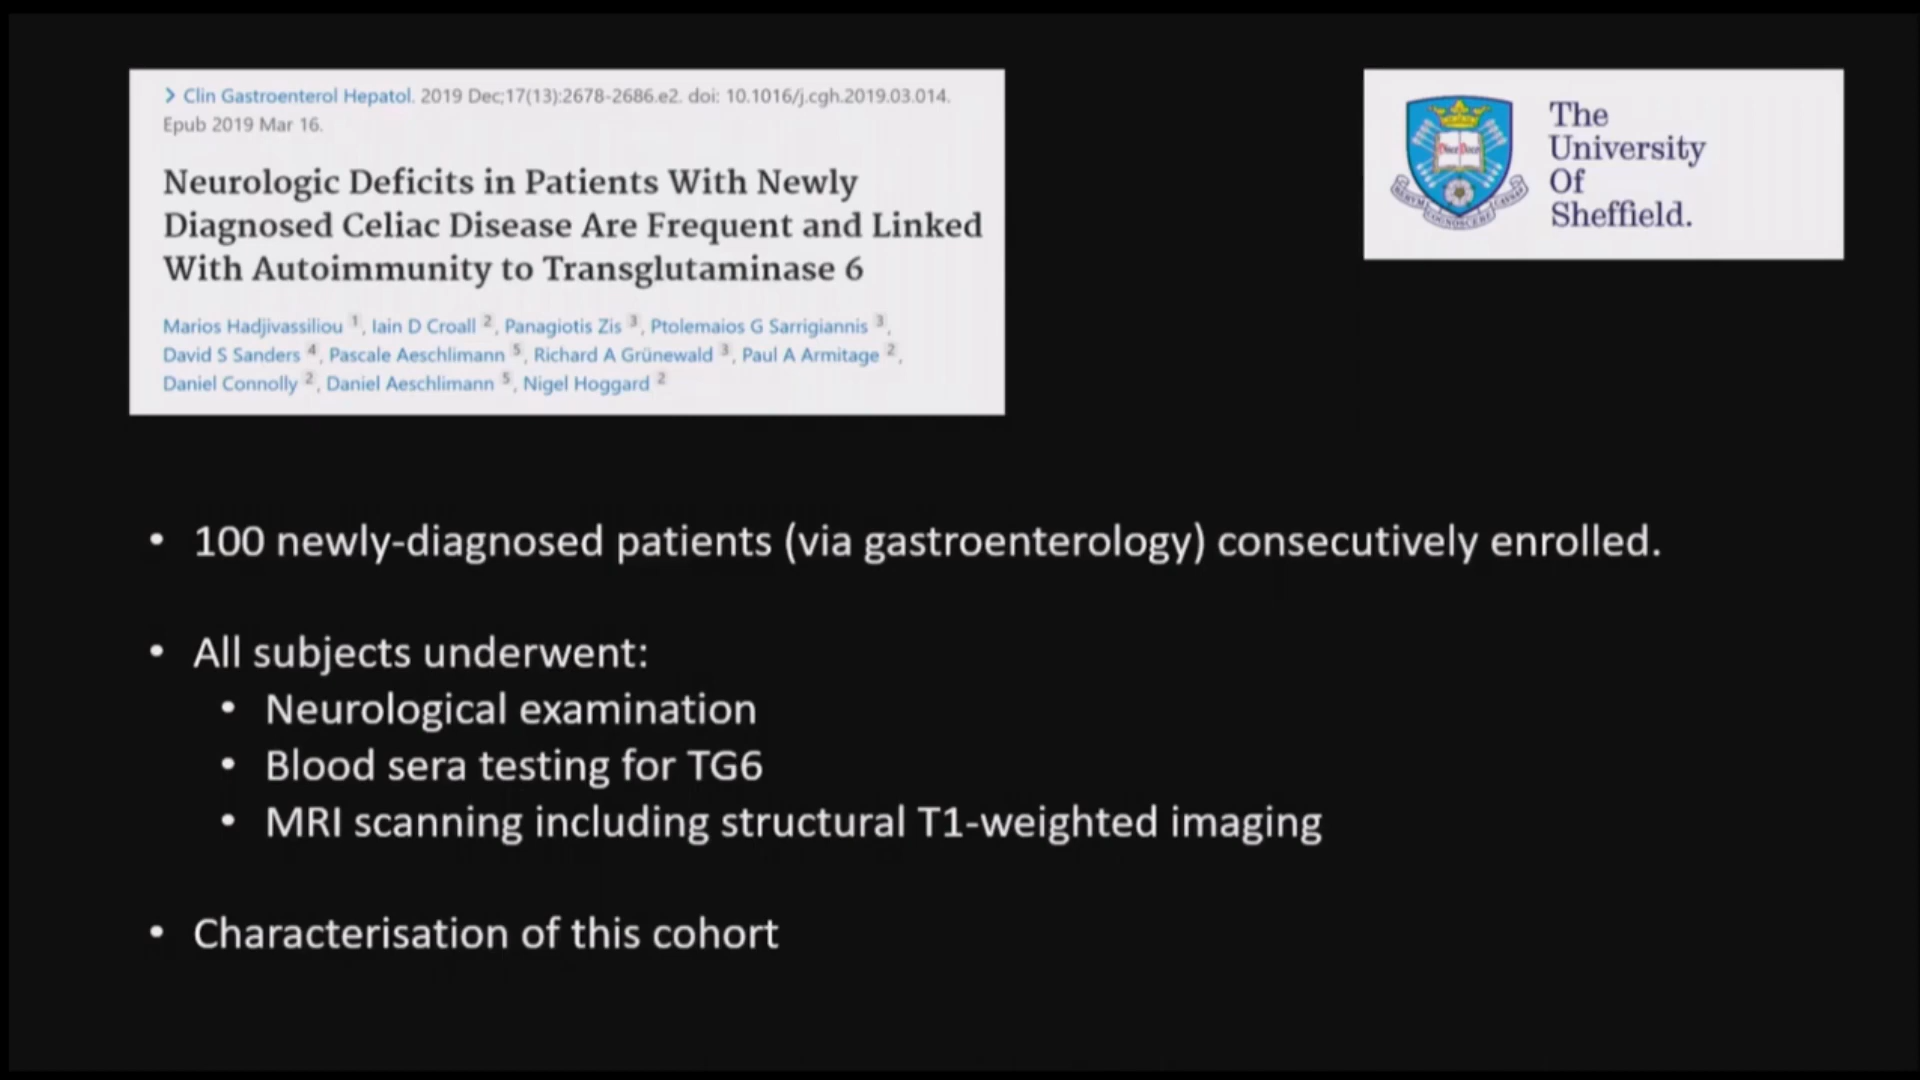 > Clin Gastroenterol Hepatol. 2019 Dec;17(13):2678-2686.e2. doi: 10.1016/j.cgh.2019.03.014.
Epub 2019 Mar 16.
Neurologic Deficits in Patients With Newly
Diagnosed Celiac Disease Are Frequent and Linked
With Autoimmunity to Transglutaminase 6
Marios Hadjivassiliou 1, Iain D Croall 2, Panagiotis Zis 3, Ptolemaios G Sarrigiannis 3,
David S Sanders 4, Pascale Aeschlimann 5, Richard A Grünewald 3, Paul A Armitage 2,
Daniel Connolly 2, Daniel Aeschlimann 5, Nigel Hoggard 2
The
University
Of
Sheffield.
• 100 newly-diagnosed patients (via gastroenterology) consecutively enrolled.
• All subjects underwent:
• Neurological examination
• Blood sera testing for TG6
• MRI scanning including structural T1-weighted imaging
• Characterisation of this cohort